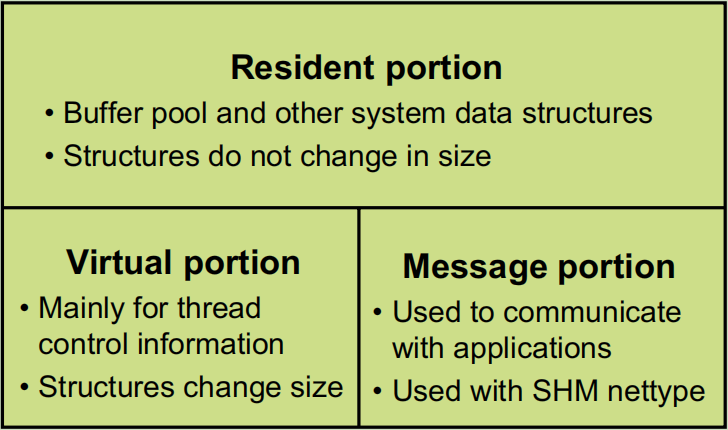 Resident portion
• Buffer pool and other system data structures
• Structures do not change in size
Virtual portion
• Mainly for thread
control information
• Structures change size
Message portion
• Used to communicate
with applications
• Used with SHM nettype